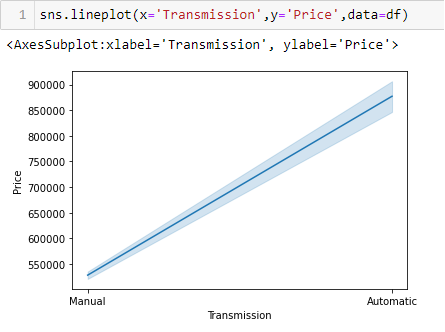 1 sns.lineplot(x='Transmission',y='Price',data=df)
<AxesSubplot:xlabel='Transmission', ylabel='Price'>
900000
850000
800000
750000
700000
650000
600000
550000
Price
Manual Automatic
Transmission